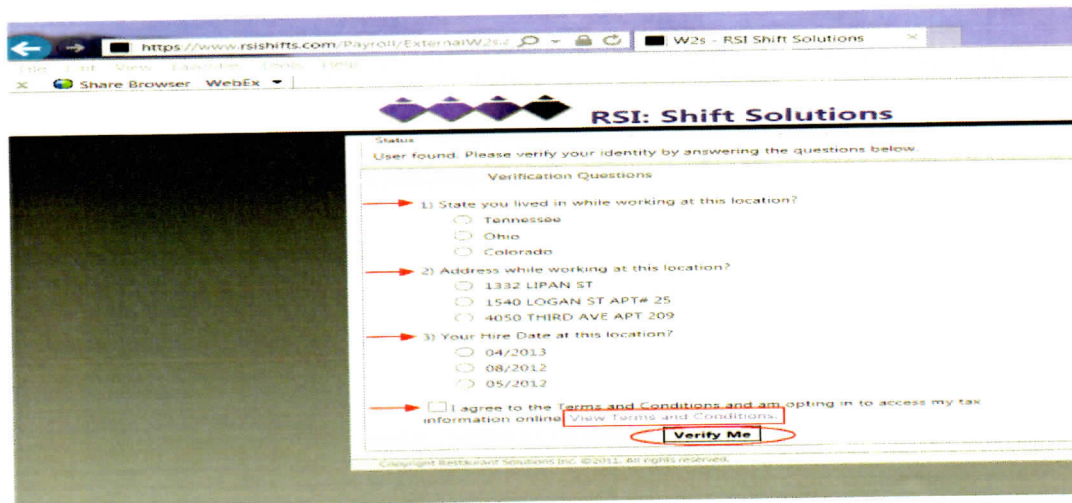 https://www.rsishifts.com/Payroll/ExternalW2s.
W2s - RSI Shift Solutions
Edit View Favorites Tools Help
x Share Browser WebEx
RSI: Shift Solutions
Status
User found. Please verify your identity by answering the questions below.
Verification Questions
1) State you lived in while working at this location?
Tennessee
Ohio
Colorado
2) Address while working at this location?
1332 LIPAN ST
1540 LOGAN ST APT# 25
4050 THIRD AVE APT 209
3) Your Hire Date at this location?
04/2013
08/2012
05/2012
I agree to the Terms and Conditions and am opting in to access my tax
information online. View Terms and Conditions.
Verify Me
Copyright Restaurant Solutions Inc. ©2011. All rights reserved.